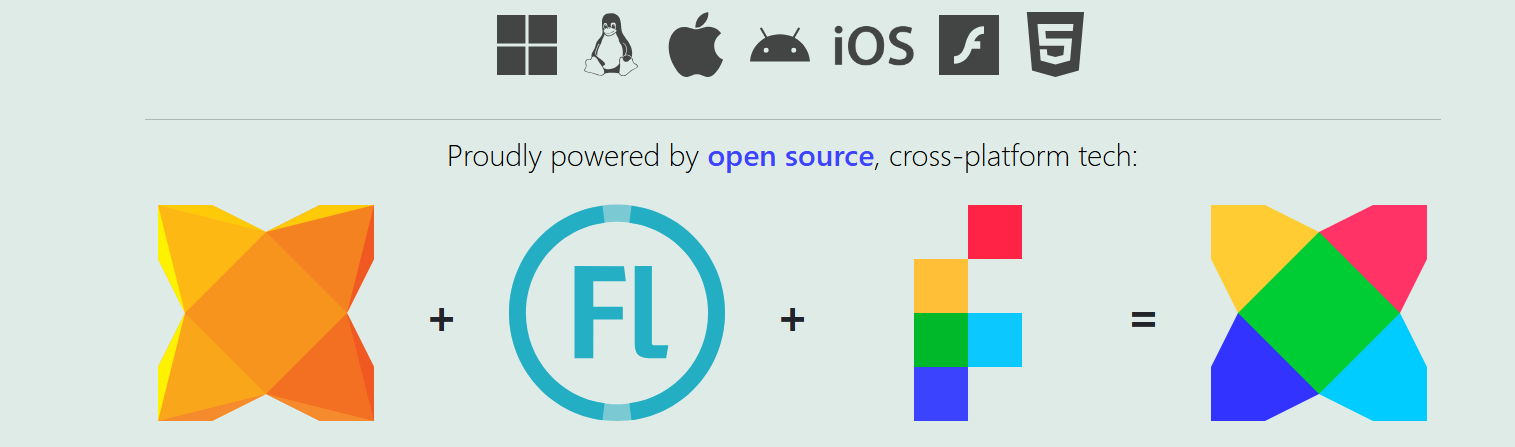 iOS
Proudly powered by open source, cross-platform tech:
+ FL + =